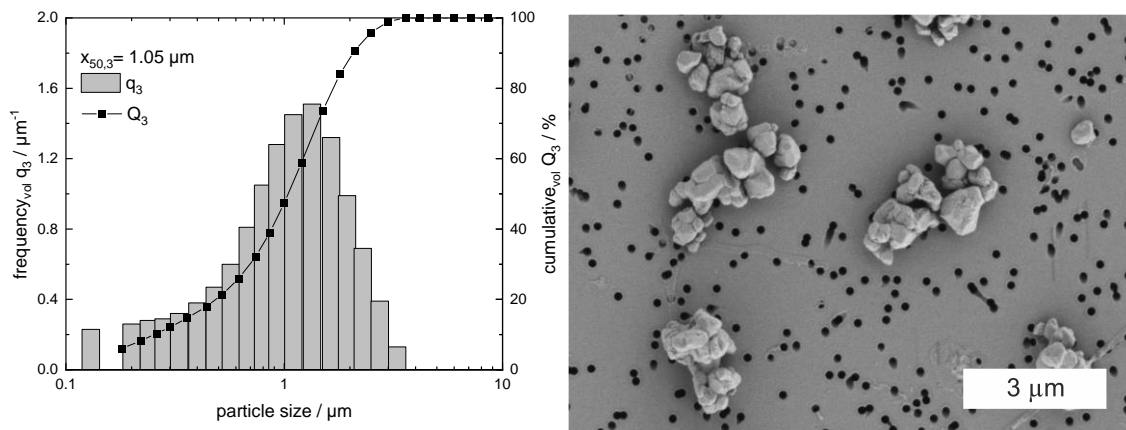 x50,3= 1.05 µm
q3
Q3
2.0
1.6
1.2
0.8
0.4
0.0
frequencyvol q3 / µm-1
100
80
60
40
20
0
cumulativevol Q3 / %
0.1
1
10
particle size / µm
3 µm